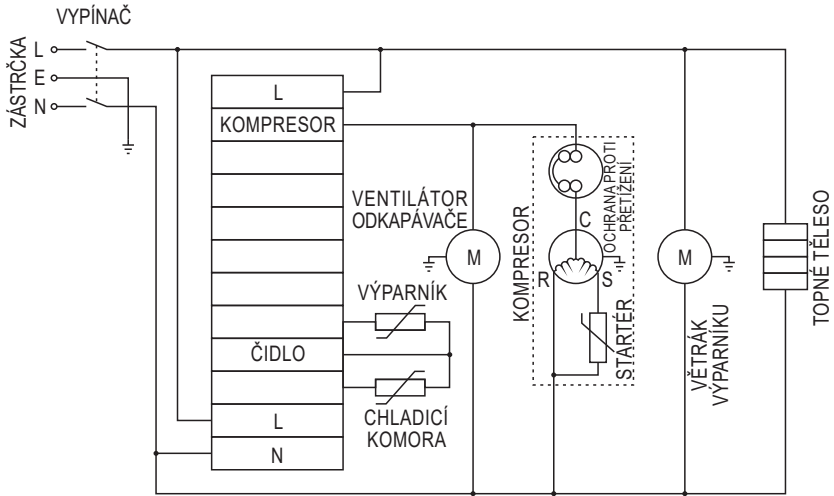 VYPÍNAČ
ZÁSTRČKA
L
E
N
L
KOMPRESOR
ČIDLO
L
N
VENTILÁTOR
ODKAPÁVAČE
M
VÝPARNÍK
CHLADICÍ
KOMORA
KOMPRESOR
OCHRANA PROTI
PŘETÍŽENÍ
C
R
S
STARTÉR
M
VĚTRÁK
VÝPARNÍKU
TOPNÉ TĚLESO